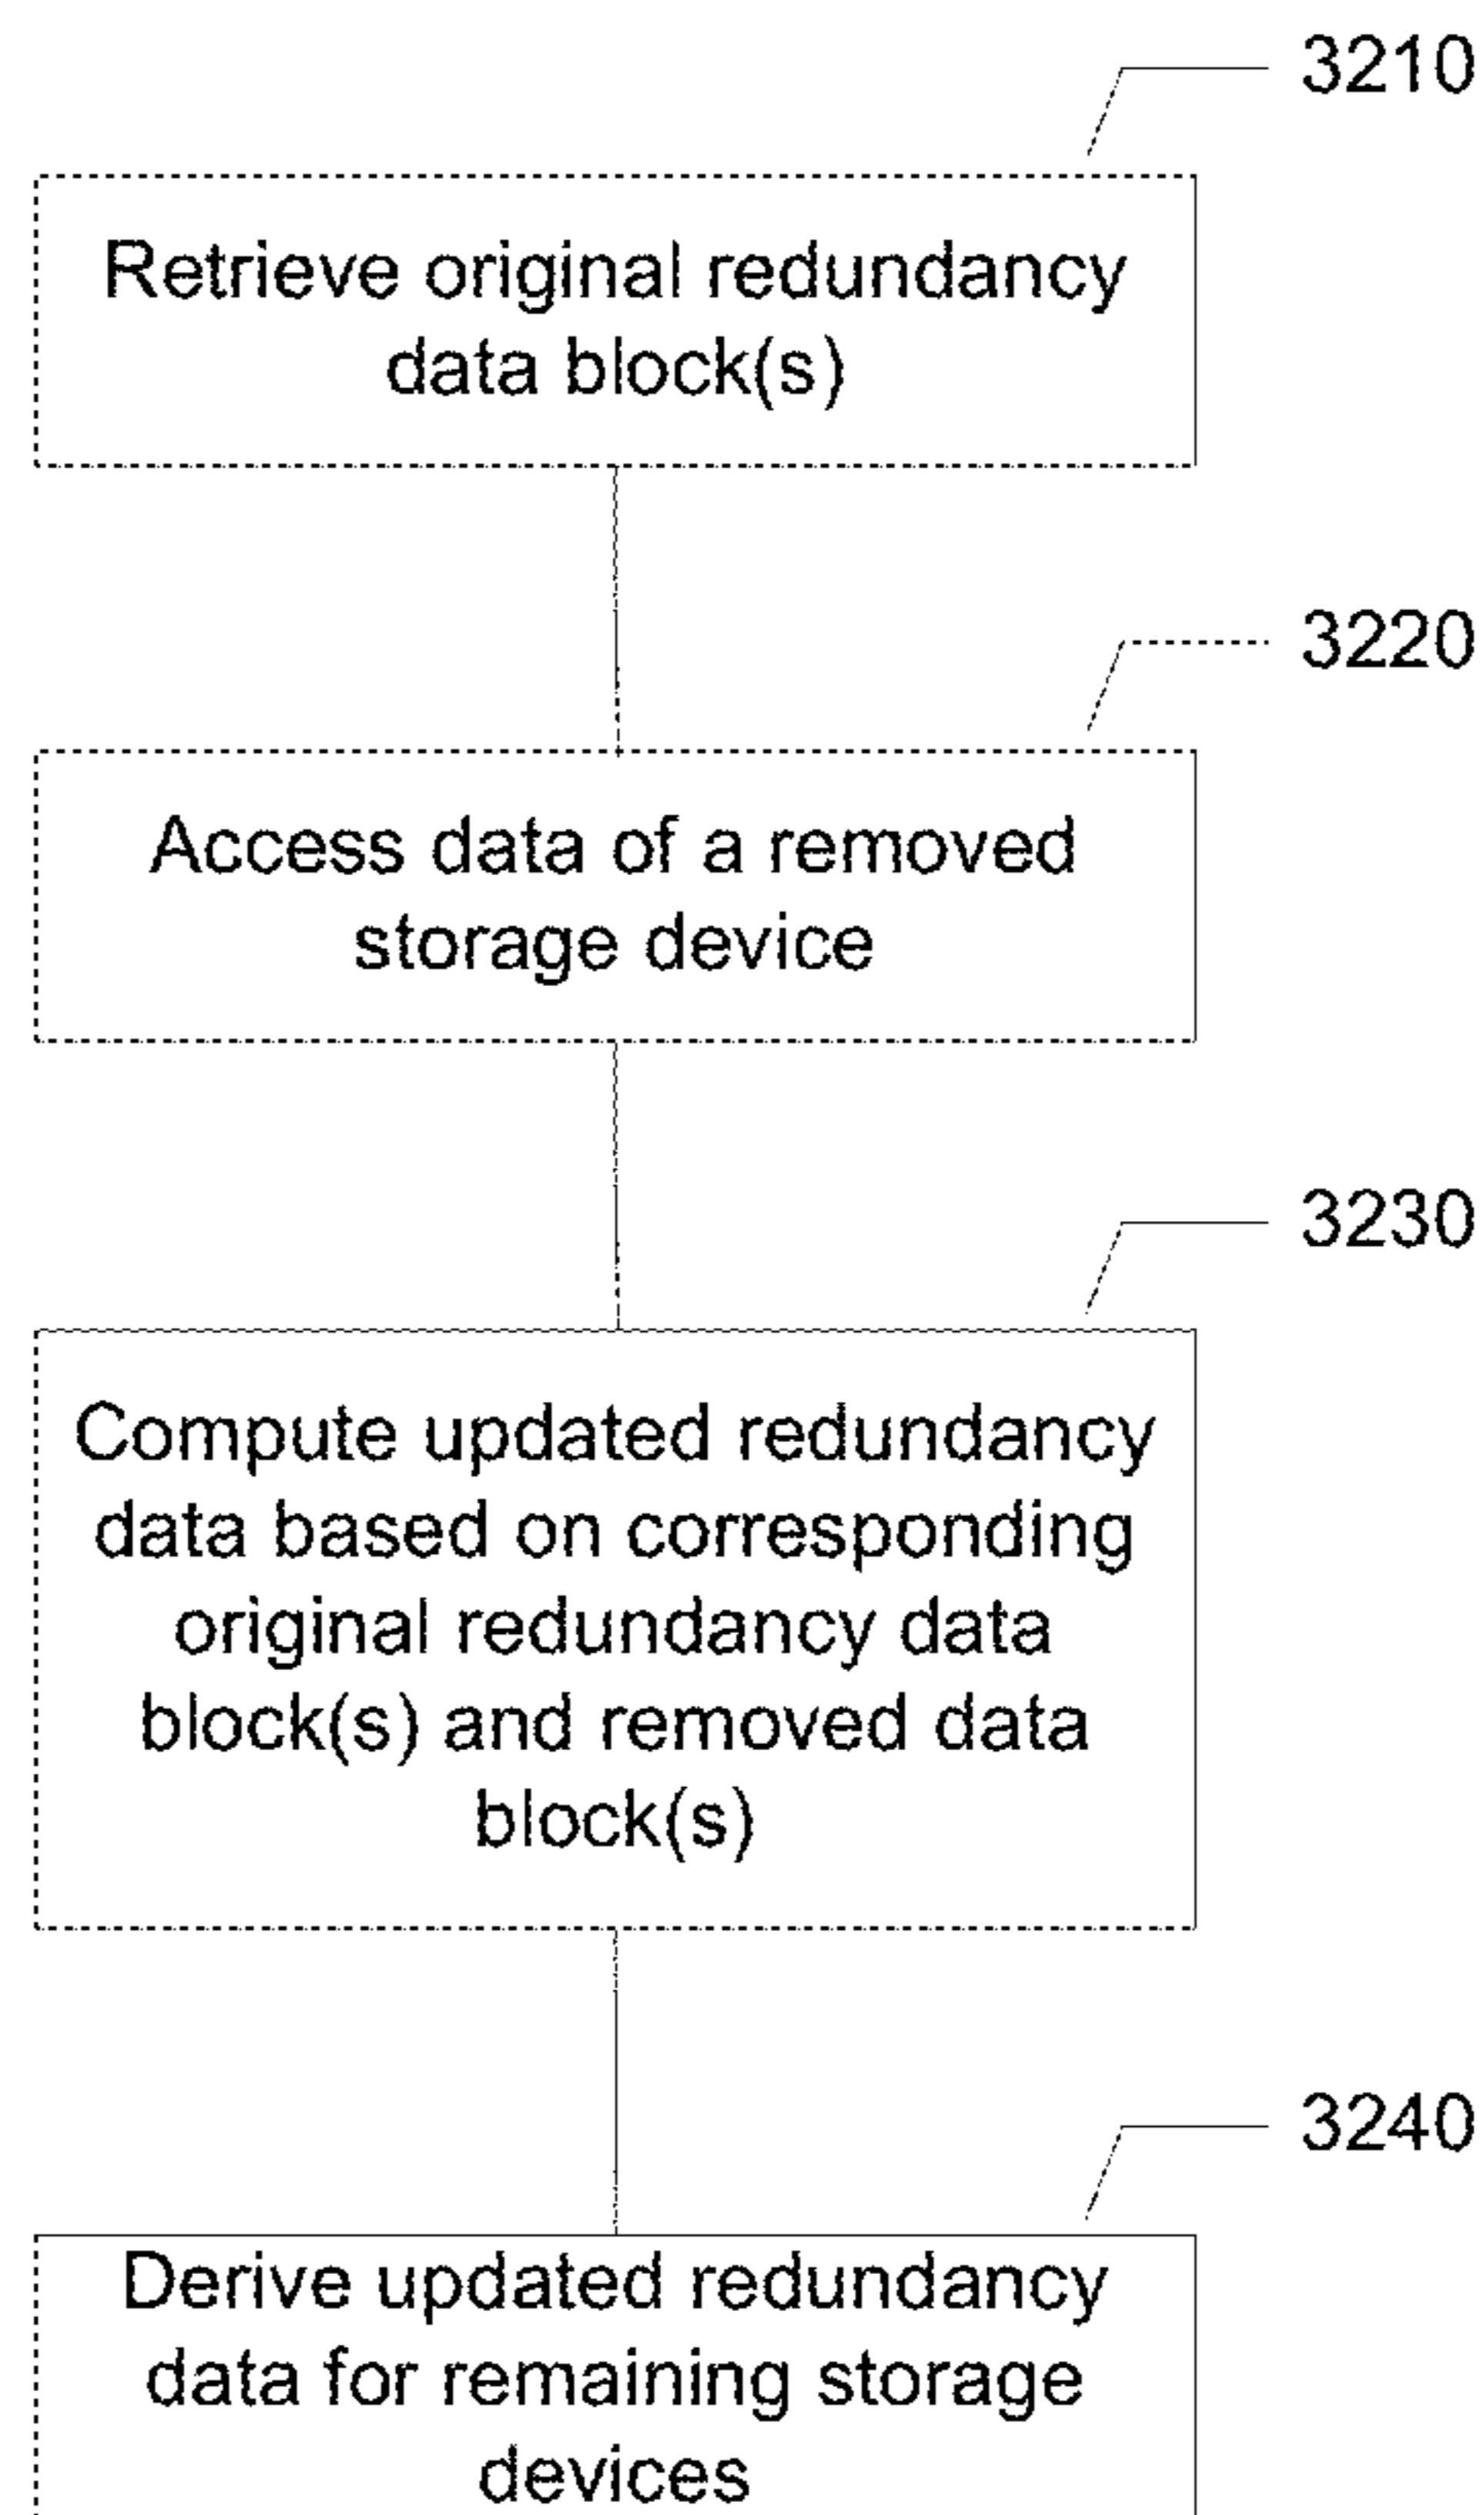 3210
Retrieve original redundancy
data block(s)
3220
Access data of a removed
storage device
3230
Compute updated redundancy
data based on corresponding
original redundancy data
block(s) and removed data
block(s)
3240
Derive updated redundancy
data for remaining storage
devices